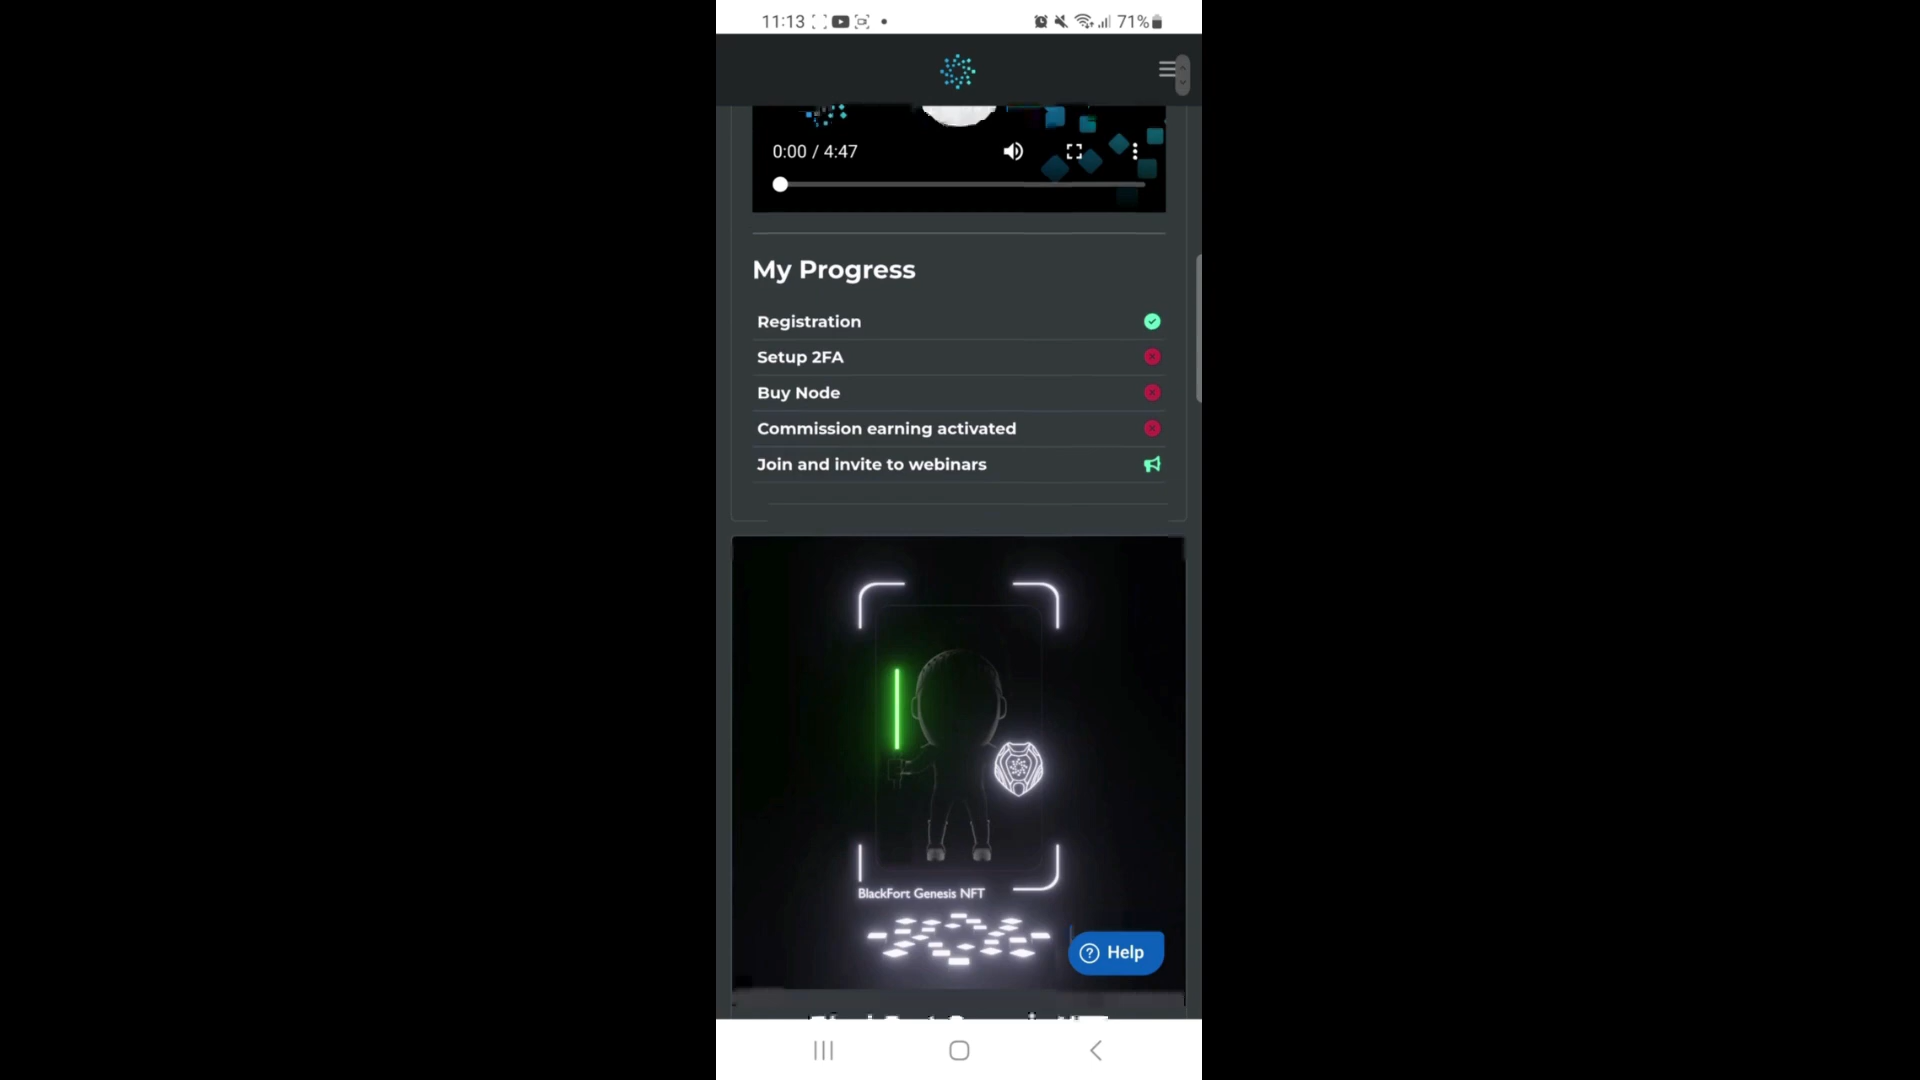 11:13
71%
0:00 / 4:47
My Progress
Registration
Setup 2FA
Buy Node
Commission earning activated
Join and invite to webinars
BlackFort Genesis NFT
Help